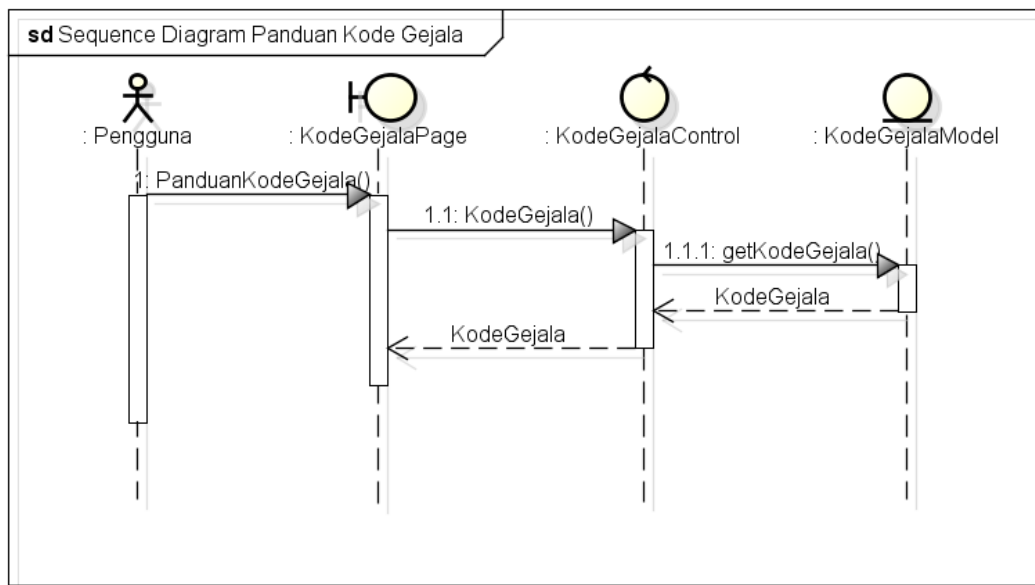 sd Sequence Diagram Panduan Kode Gejala
: Pengguna
: KodeGejalaPage
: KodeGejalaControl
: KodeGejalaModel
1: PanduanKodeGejala()
1.1: KodeGejala()
1.1.1: getKodeGejala()
KodeGejala
KodeGejala